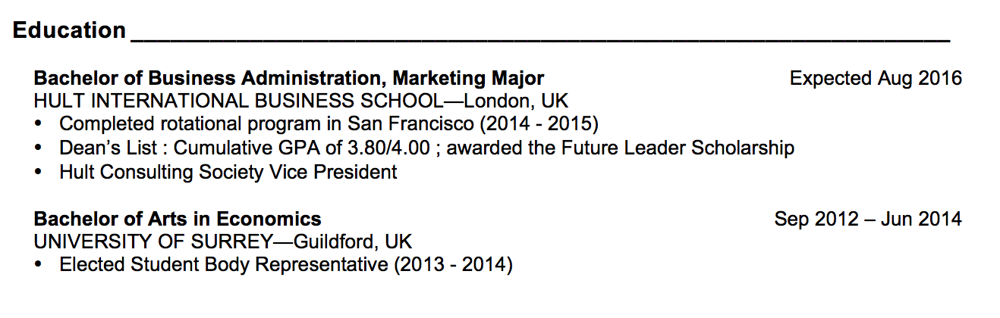 Education
Bachelor of Business Administration, Marketing Major Expected Aug 2016
HULT INTERNATIONAL BUSINESS SCHOOL—London, UK
• Completed rotational program in San Francisco (2014 - 2015)
• Dean’s List : Cumulative GPA of 3.80/4.00 ; awarded the Future Leader Scholarship
• Hult Consulting Society Vice President
Bachelor of Arts in Economics Sep 2012 – Jun 2014
UNIVERSITY OF SURREY—Guildford, UK
• Elected Student Body Representative (2013 - 2014)